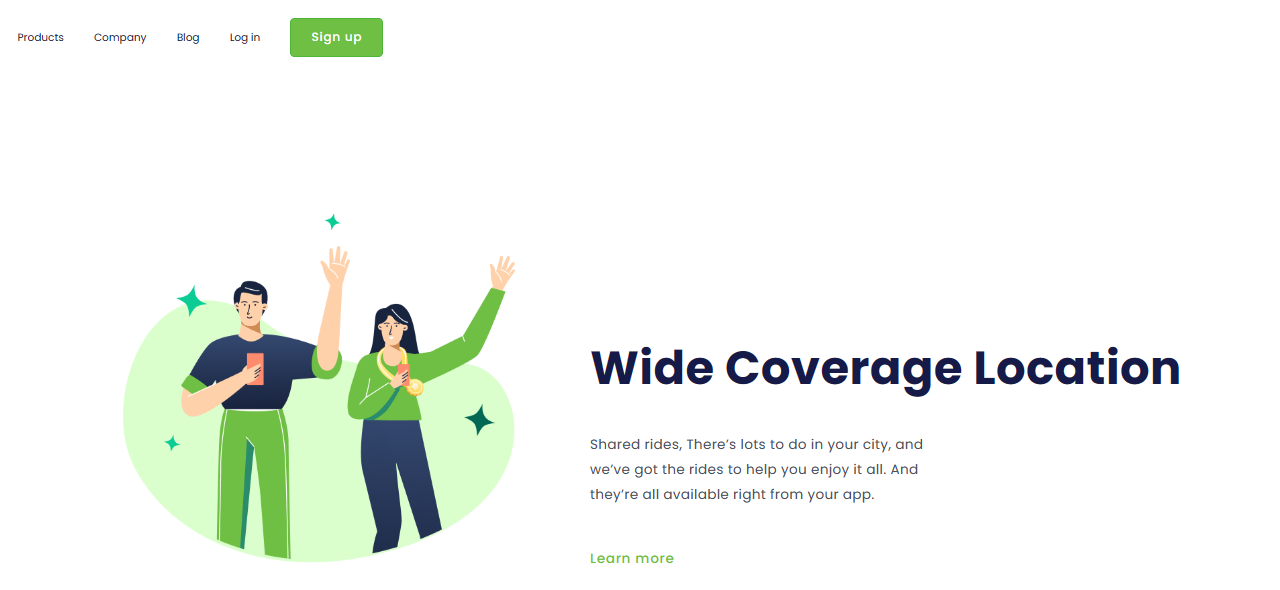 Products Company Blog Log in Sign up
Wide Coverage Location
Shared rides, There’s lots to do in your city, and
we’ve got the rides to help you enjoy it all. And
they’re all available right from your app.
Learn more